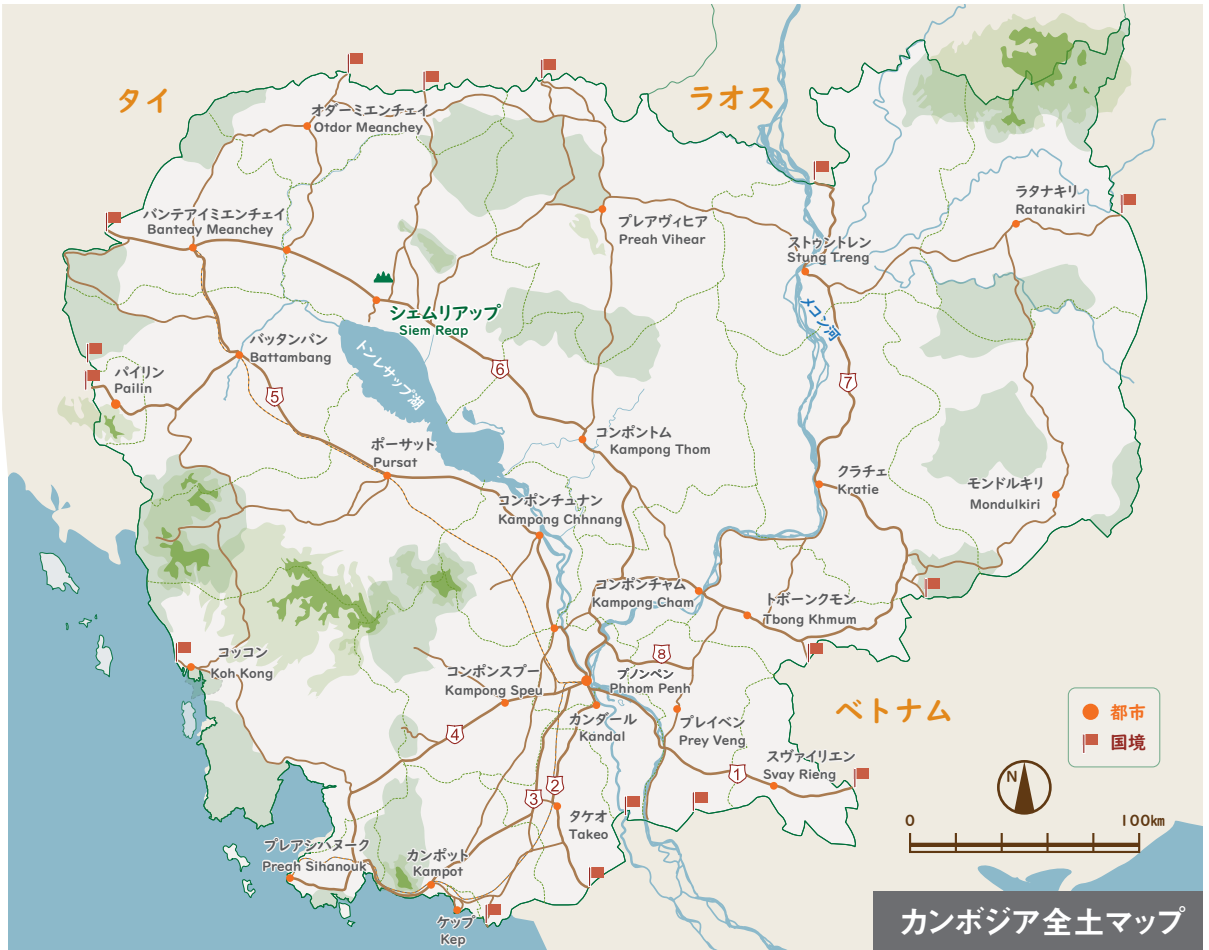 タイ
ラオス
オダーミエンチェイ
Otdor Meanchey
バンテアイミエンチェイ
Banteay Meanchey
プレアヴィヒア
Preah Vihear
ラタナキリ
Ratanakiri
ストゥントレン
Stung Treng
シェムリアップ
Siem Reap
メコン河
バッタンバン
Battambang
トンレサップ湖
パイリン
Pailin
5
6
7
ポーサット
Pursat
コンポントム
Kampong Thom
クラチェ
Kratie
モンドルキリ
Mondulkiri
コンポンチュナン
Kampong Chhnang
コンポンチャム
Kampong Cham
トボーンクモン
Tbong Khmum
ヨッコン
Koh Kong
コンポンスプー
Kampong Speu
8
プノンペン
Phnom Penh
カンダール
Kandal
プレイベン
Prey Veng
4
ベトナム
都市
国境
スヴァイリエン
Svay Rieng
1
2
3
タケオ
Takeo
N
0 100km
プレアシハヌーク
Preah Sihanouk
カンポット
Kampot
ケップ
Kep
カンボジア全土マップ